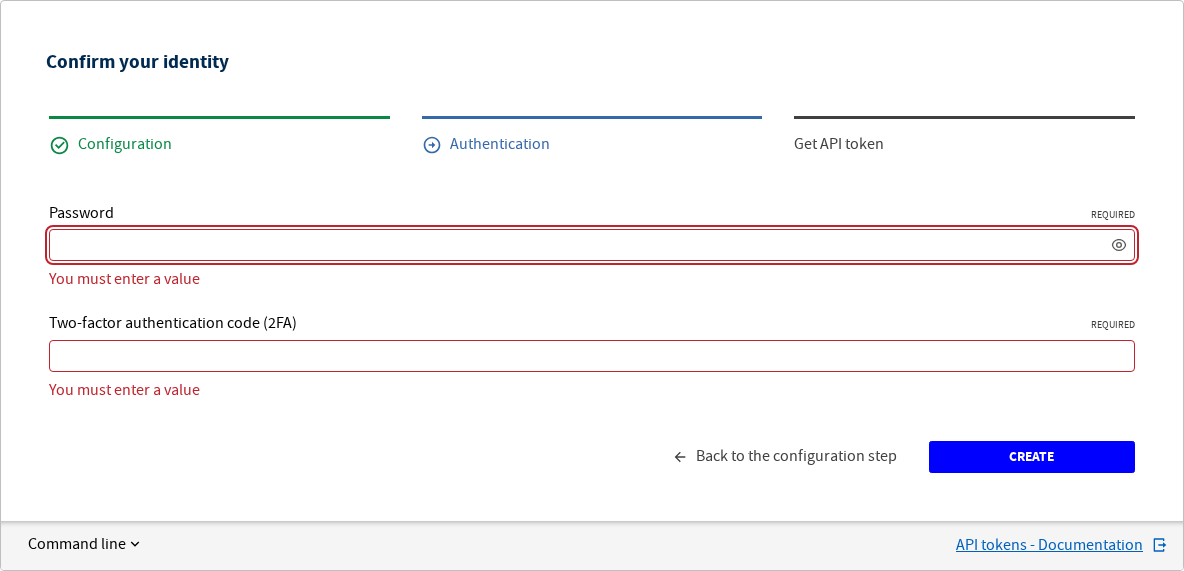 Confirm your identity
Configuration
Authentication
Get API token
Password
REQUIRED
You must enter a value
Two-factor authentication code (2FA)
REQUIRED
You must enter a value
Back to the configuration step
CREATE
Command line
API tokens - Documentation